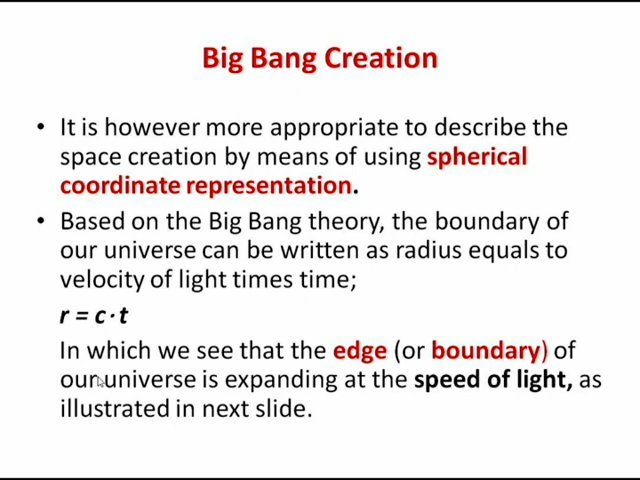 Big Bang Creation
• It is however more appropriate to describe the
space creation by means of using spherical
coordinate representation.
• Based on the Big Bang theory, the boundary of
our universe can be written as radius equals to
velocity of light times time;
r = c· t
In which we see that the edge (or boundary) of
our universe is expanding at the speed of light, as
illustrated in next slide.